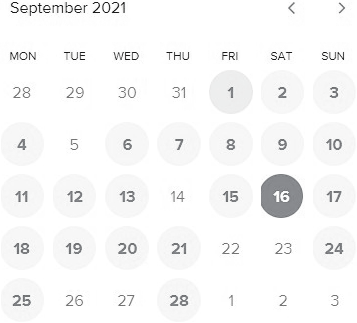 September 2021
MON TUE WED THU FRI SAT SUN
28 29 30 31 1 2 3
4 5 6 7 8 9 10
11 12 13 14 15 16 17
18 19 20 21 22 23 24
25 26 27 28 1 2 3